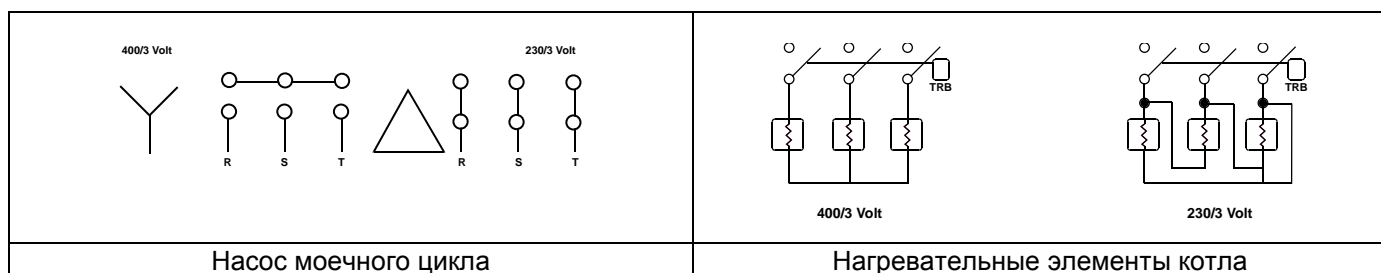 400/3 Volt
230/3 Volt
R S T
R S T
TRB
TRB
400/3 Volt
230/3 Volt
Насос моечного цикла
Нагревательные элементы котла